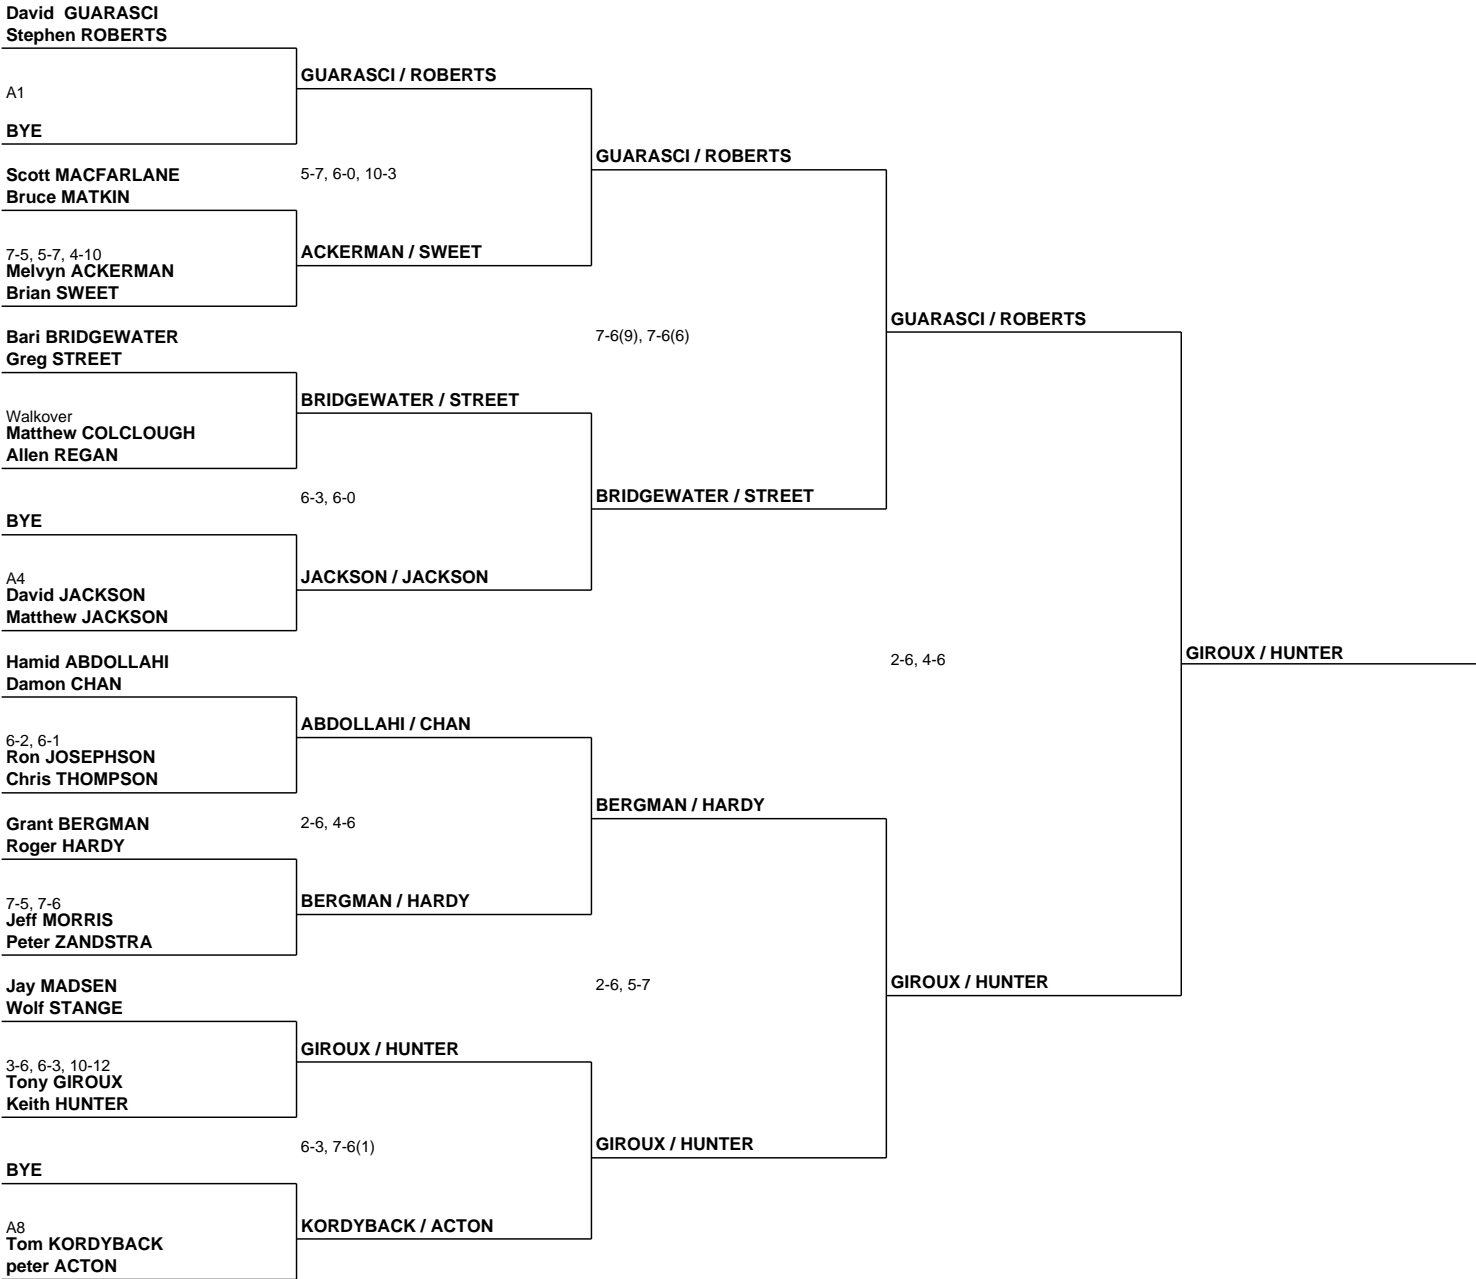 David  GUARASCI
Stephen ROBERTS
A1
BYE
Scott MACFARLANE
Bruce MATKIN
7-5, 5-7, 4-10
Melvyn ACKERMAN
Brian SWEET
Bari BRIDGEWATER
Greg STREET
Walkover
Matthew COLCLOUGH
Allen REGAN
BYE
A4
David JACKSON
Matthew JACKSON
Hamid ABDOLLAHI
Damon CHAN
6-2, 6-1
Ron JOSEPHSON
Chris THOMPSON
Grant BERGMAN
Roger HARDY
7-5, 7-6
Jeff MORRIS
Peter ZANDSTRA
Jay MADSEN
Wolf STANGE
3-6, 6-3, 10-12
Tony GIROUX
Keith HUNTER
BYE
A8
Tom KORDYBACK
peter ACTON
GUARASCI / ROBERTS
5-7, 6-0, 10-3
ACKERMAN / SWEET
BRIDGEWATER / STREET
6-3, 6-0
JACKSON / JACKSON
ABDOLLAHI / CHAN
2-6, 4-6
BERGMAN / HARDY
GIROUX / HUNTER
6-3, 7-6(1)
KORDYBACK / ACTON
GUARASCI / ROBERTS
7-6(9), 7-6(6)
BRIDGEWATER / STREET
BERGMAN / HARDY
2-6, 5-7
GIROUX / HUNTER
GUARASCI / ROBERTS
2-6, 4-6
GIROUX / HUNTER
GIROUX / HUNTER